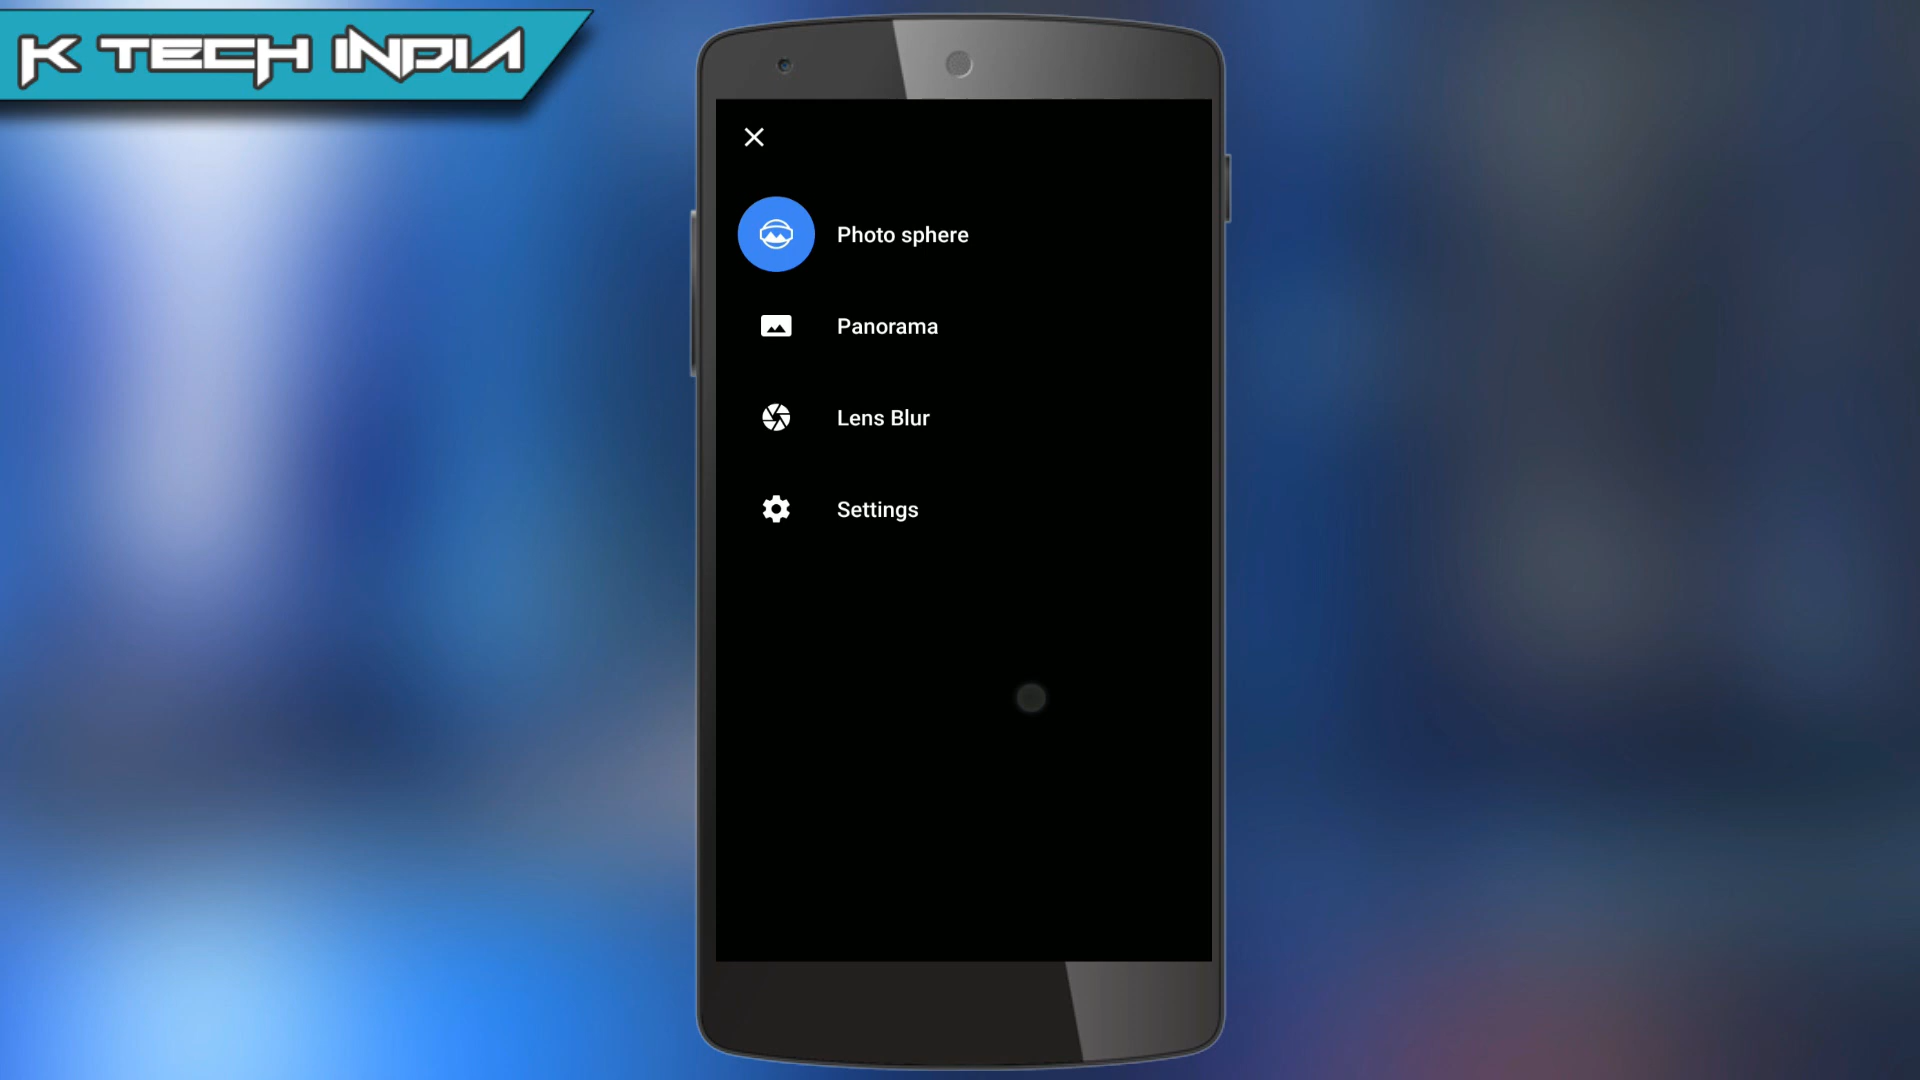 K TECH INDIA
Photo sphere
Panorama
Lens Blur
Settings